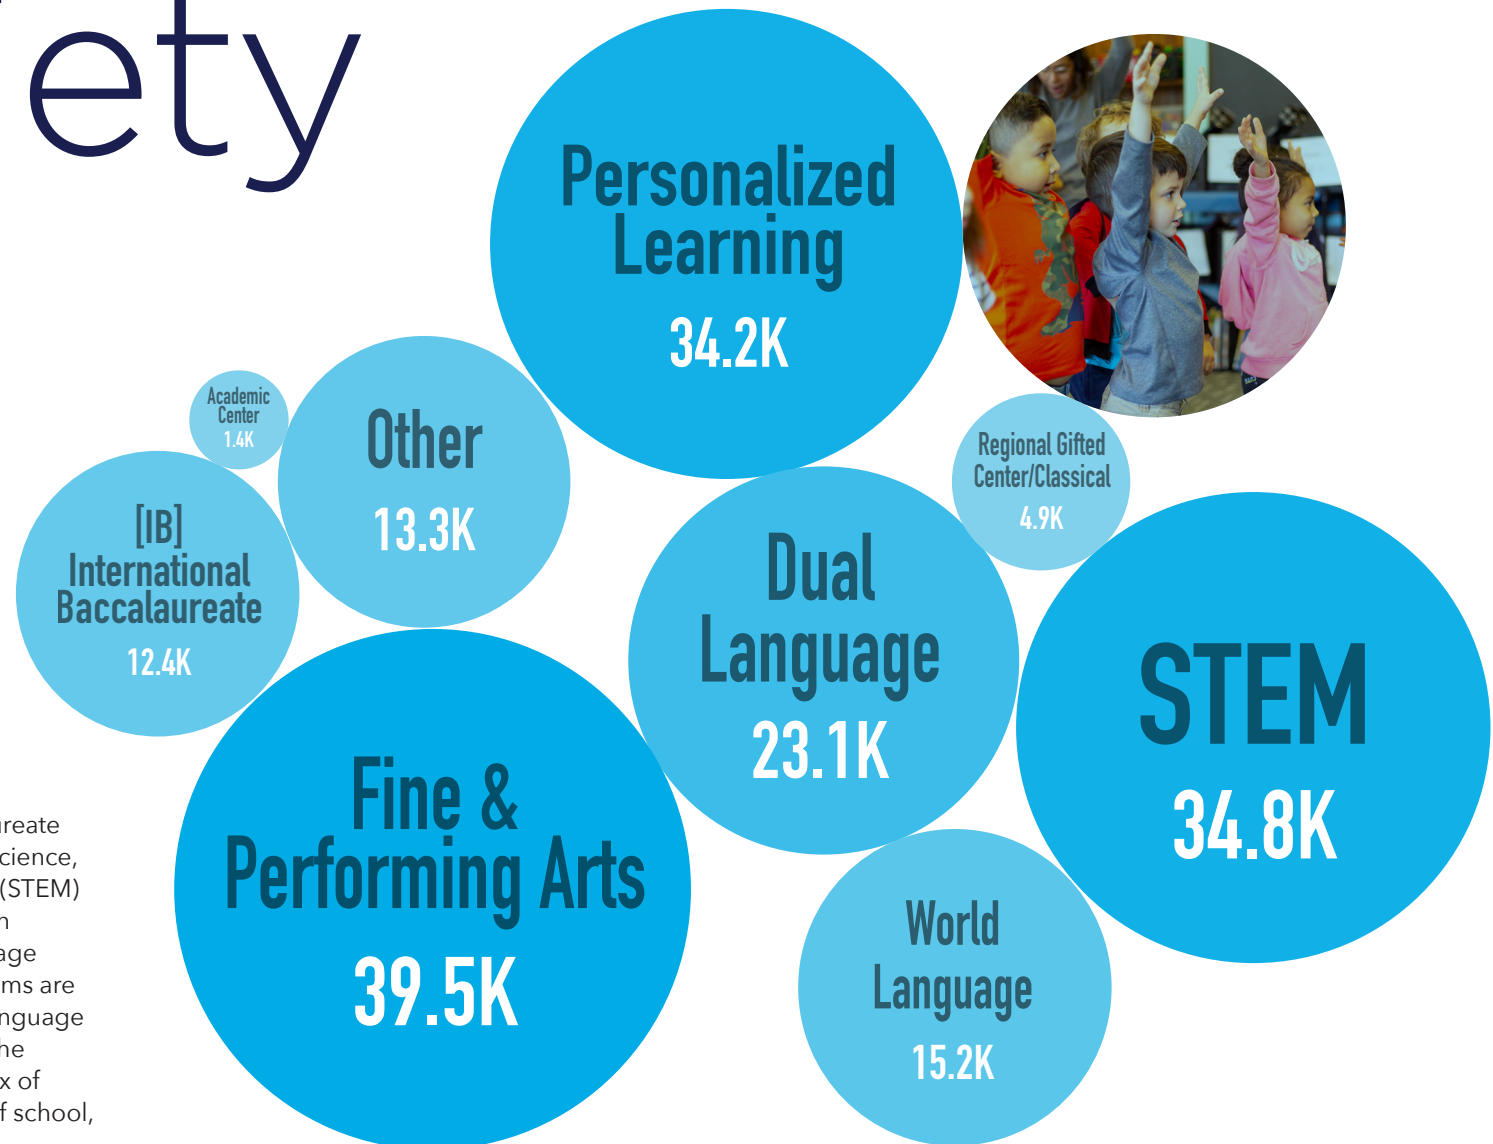 ety
Personalized
Learning
34.2K
Academic
Center
1.4K
Other
13.3K
Regional Gifted
Center/Classical
4.9K
[IB]
International
Baccalaureate
12.4K
Dual
Language
23.1K
STEM
34.8K
Fine &
Performing Arts
39.5K
World
Language
15.2K
reate
cience,
(STEM)
age
ms are
nguage
he
x of
f school,